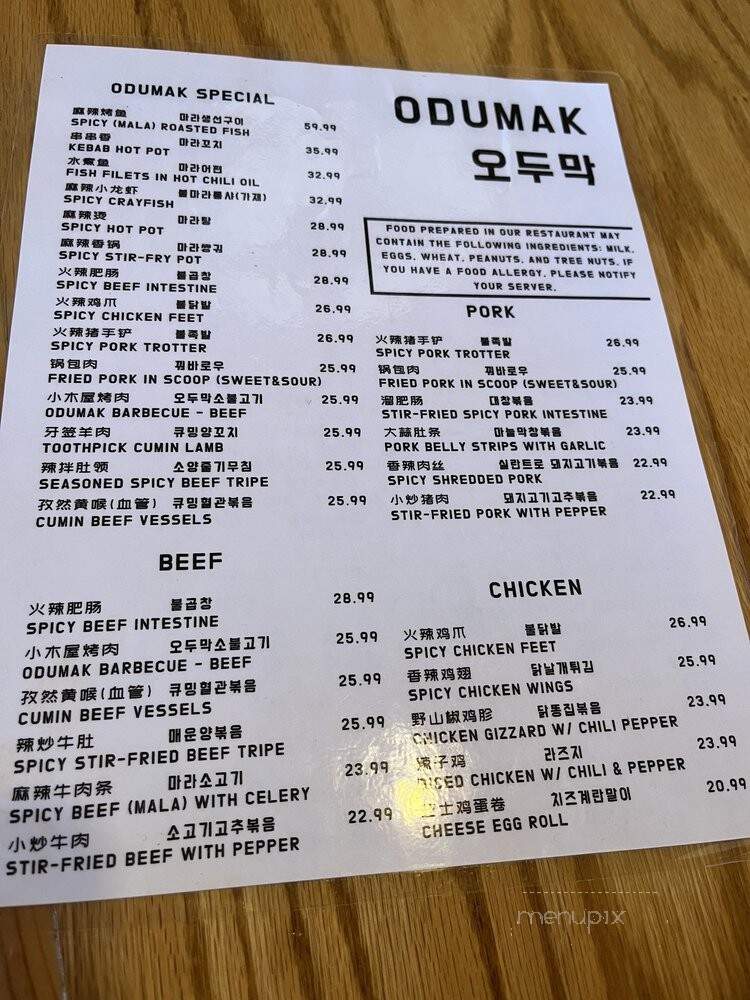 ODUMAK SPECIAL
麻辣烤鱼 마라생선구이
SPICY (MALA) ROASTED FISH 59.99
串串香 마라꼬치
KEBAB HOT POT 35.99
水煮鱼 마라어편
FISH FILETS IN HOT CHILI OIL 32.99
麻辣小龙虾 불마라롱샤(가재)
SPICY CRAYFISH 32.99
麻辣烫 마라탕
SPICY HOT POT 28.99
麻辣香锅 마라썅궈
SPICY STIR-FRY POT 28.99
火辣肥肠 불곱창
SPICY BEEF INTESTINE 28.99
火辣鸡爪 불닭발
SPICY CHICKEN FEET 26.99
火辣猪手铲 불족발 26.99
SPICY PORK TROTTER
锅包肉 꿔바로우 25.99
FRIED PORK IN SCOOP (SWEET&SOUR)
小木屋烤肉 오두막소불고기 25.99
ODUMAK BARBECUE - BEEF
牙签羊肉 큐밍양꼬치 25.99
TOOTHPICK CUMIN LAMB
辣拌肚领 소양줄기무침 25.99
SEASONED SPICY BEEF TRIPE
孜然黄喉(血管) 큐밍혈관볶음 25.99
CUMIN BEEF VESSELS
BEEF
火辣肥肠 불곱창 28.99
SPICY BEEF INTESTINE
小木屋烤肉 오두막소불고기 25.99
ODUMAK BARBECUE - BEEF
孜然黄喉(血管) 큐밍혈관볶음 25.99
CUMIN BEEF VESSELS
辣炒牛肚 매운양볶음 25.99
SPICY STIR-FRIED BEEF TRIPE
麻辣牛肉条 마라소고기 23.99
SPICY BEEF (MALA) WITH CELERY
小炒牛肉 소고기고추볶음 22.99
STIR-FRIED BEEF WITH PEPPER
ODUMAK
오두막
FOOD PREPARED IN OUR RESTAURANT MAY
CONTAIN THE FOLLOWING INGREDIENTS: MILK,
EGGS, WHEAT, PEANUTS, AND TREE NUTS. IF
YOU HAVE A FOOD ALLERGY, PLEASE NOTIFY
YOUR SERVER.
PORK
火辣猪手铲 불족발 26.99
SPICY PORK TROTTER
锅包肉 꿔바로우 25.99
FRIED PORK IN SCOOP (SWEET&SOUR)
溜肥肠 대창볶음 23.99
STIR-FRIED SPICY PORK INTESTINE
大蒜肚条 마늘막창볶음 23.99
PORK BELLY STRIPS WITH GARLIC
香辣肉丝 실란트로 돼지고기볶음 22.99
SPICY SHREDDED PORK
小炒猪肉 돼지고기고추볶음 22.99
STIR-FRIED PORK WITH PEPPER
CHICKEN
火辣鸡爪 불닭발 26.99
SPICY CHICKEN FEET
香辣鸡翅 닭날개튀김 25.99
SPICY CHICKEN WINGS
野山椒鸡胗 닭똥집볶음 23.99
CHICKEN GIZZARD W/ CHILI PEPPER
辣子鸡 라즈지 23.99
DICED CHICKEN W/ CHILI & PEPPER
士鸡蛋卷 치즈계란말이 20.99
CHEESE EGG ROLL
menupix